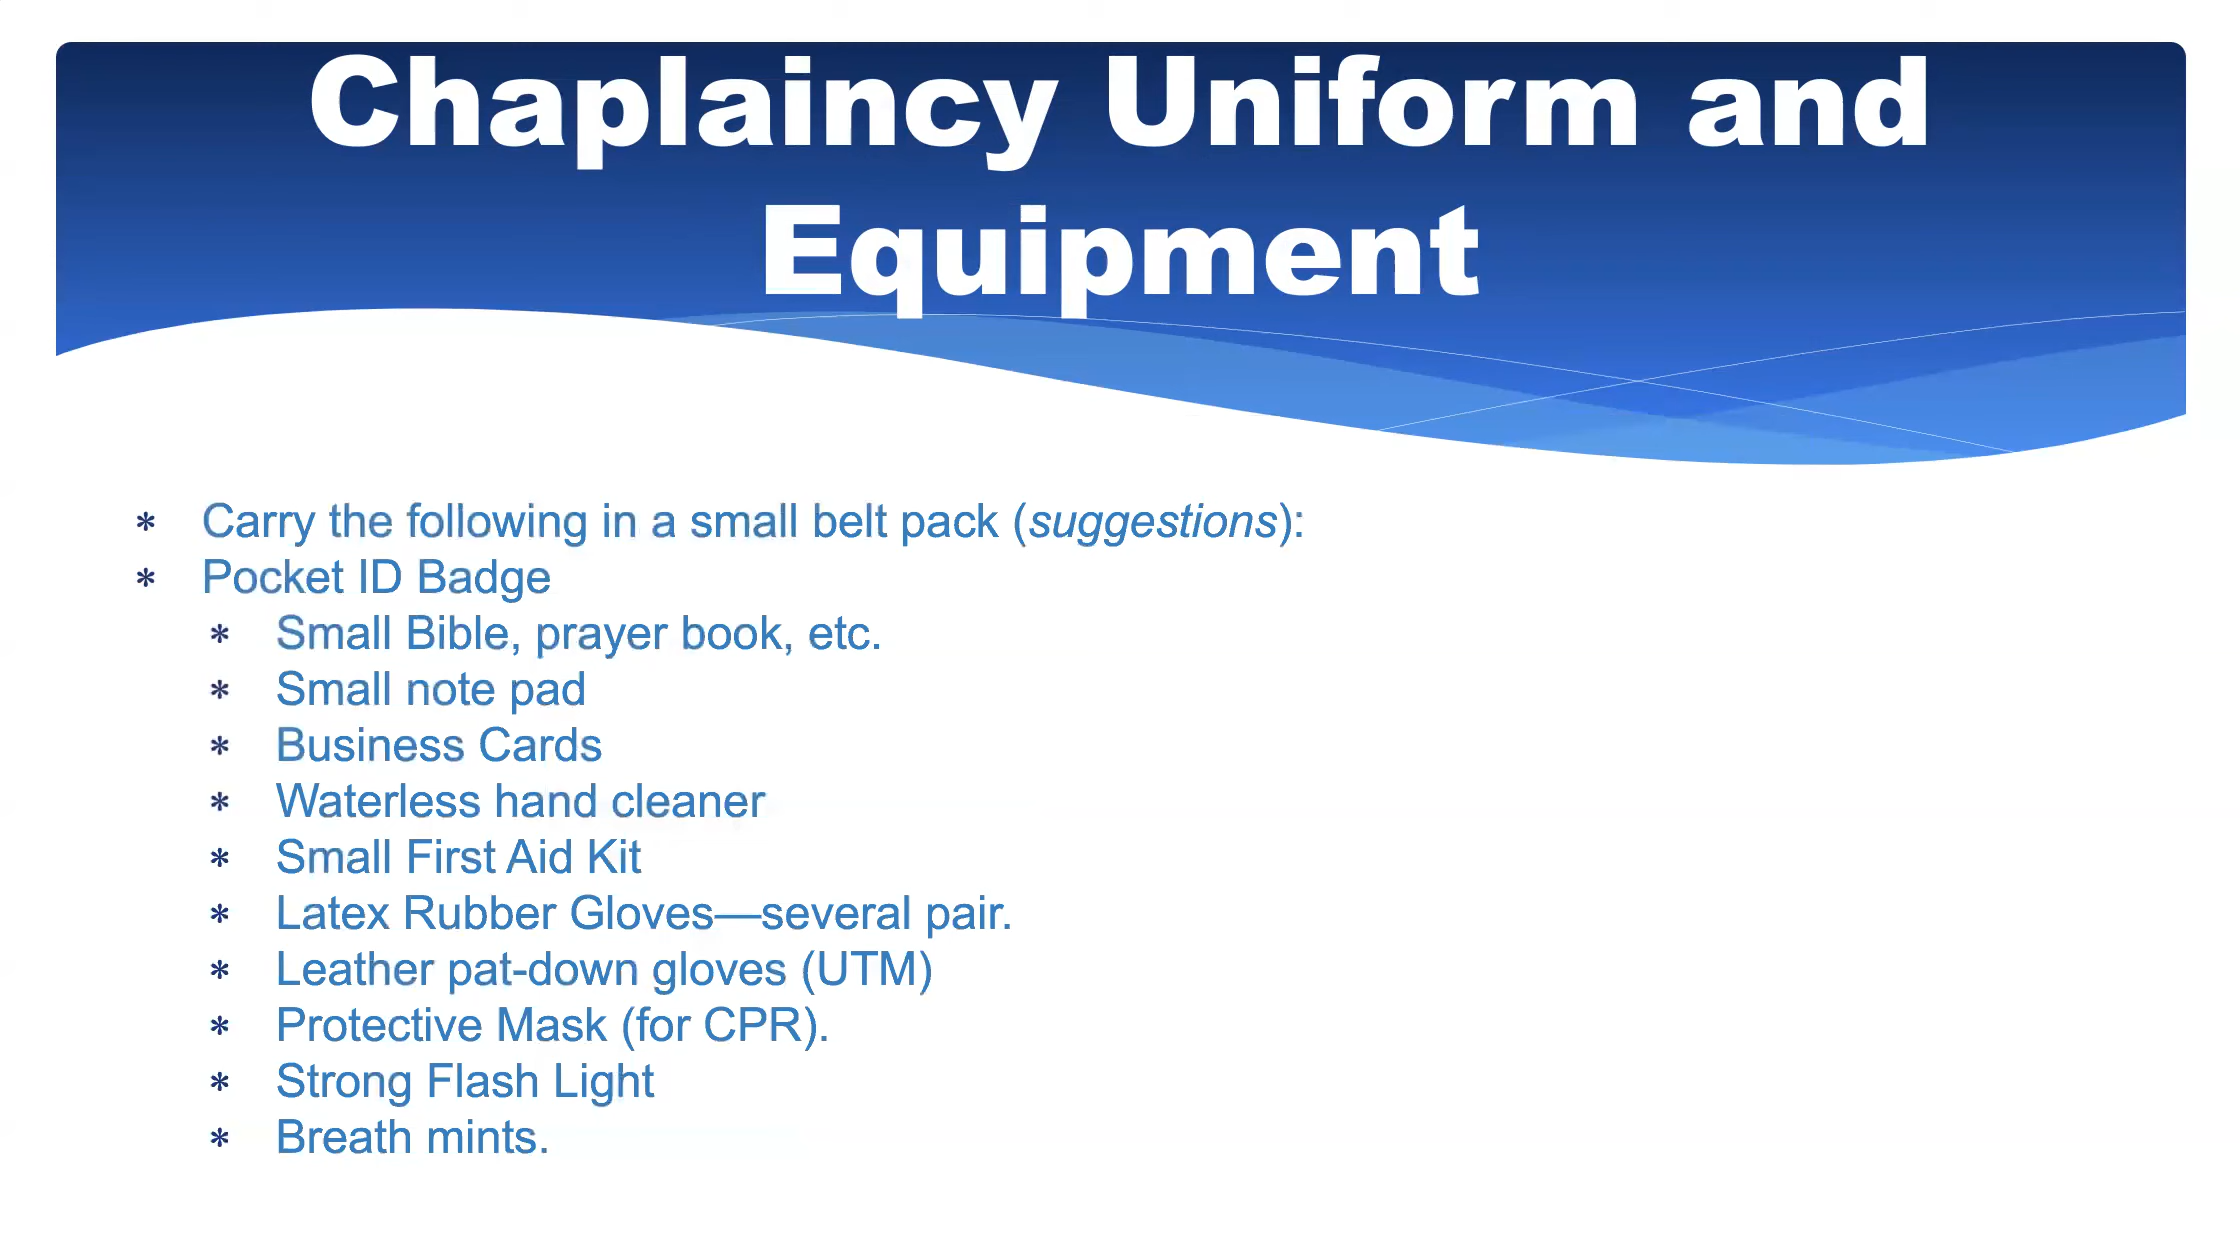 Chaplaincy Uniform and
Equipment
* Carry the following in a small belt pack (suggestions):
* Pocket ID Badge
* Small Bible, prayer book, etc.
* Small note pad
* Business Cards
* Waterless hand cleaner
* Small First Aid Kit
* Latex Rubber Gloves—several pair.
* Leather pat-down gloves (UTM)
* Protective Mask (for CPR).
* Strong Flash Light
* Breath mints.